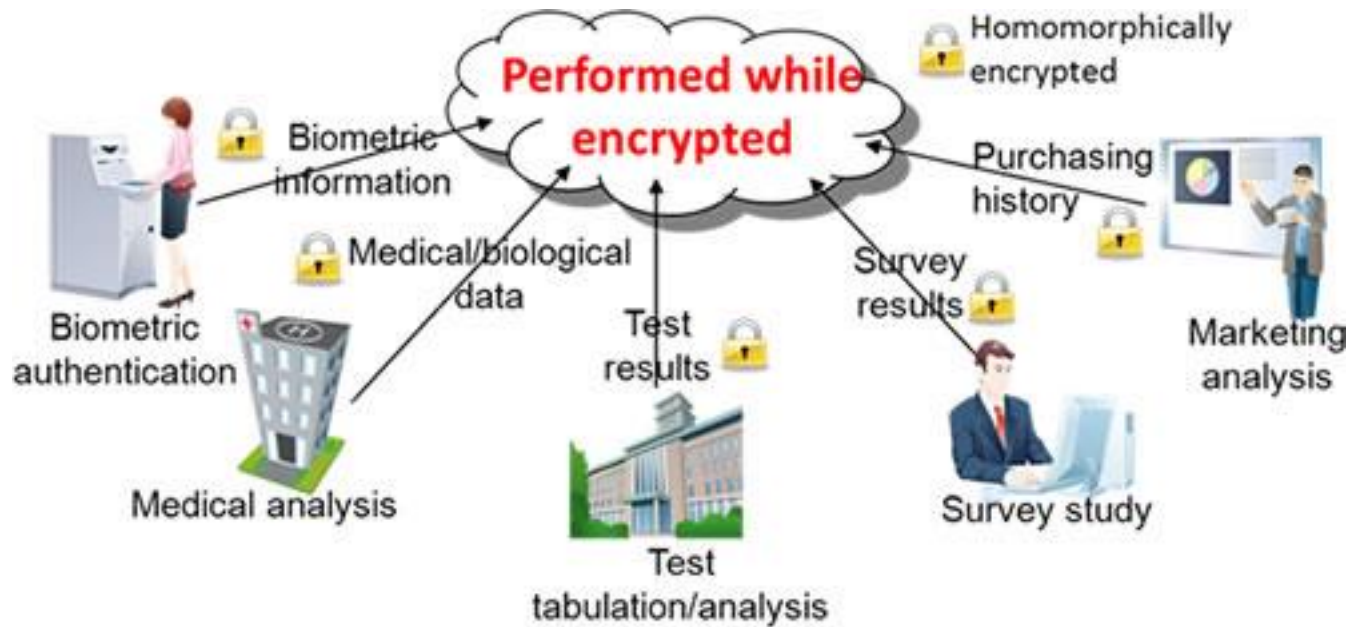 Performed while
encrypted
Homomorphically
encrypted
Biometric
information
Purchasing
history
Medical/biological
data
Survey
results
Test
results
Biometric
authentication
Marketing
analysis
H
Medical analysis
Survey study
Test
tabulation/analysis